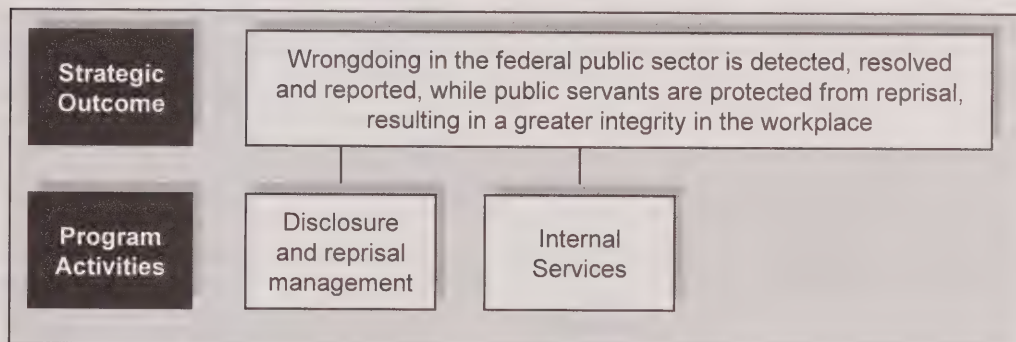 Strategic
Outcome
Wrongdoing in the federal public sector is detected, resolved
and reported, while public servants are protected from reprisal,
resulting in a greater integrity in the workplace
Program
Activities
Disclosure
and reprisal
management
Internal
Services